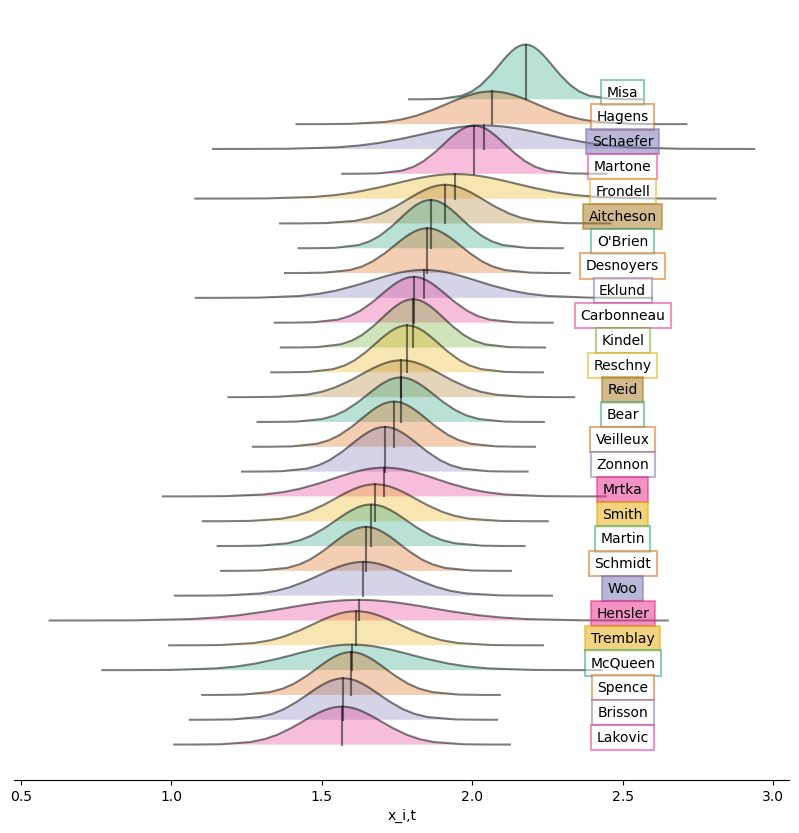 Misa
Hagens
Schaefer
Martone
Frondell
Aitcheson
O'Brien
Desnoyers
Eklund
Carbonneau
Kindel
Reschny
Reid
Bear
Veilleux
Zonnon
Mrtka
Smith
Martin
Schmidt
Woo
Hensler
Tremblay
McQueen
Spence
Brisson
Lakovic
0.5 1.0 1.5 2.0 2.5 3.0
x_i,t